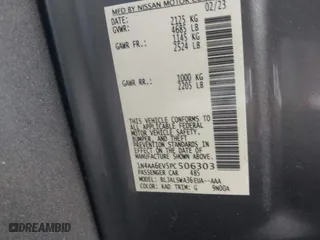 MFD BY NISSAN MOTOR
DATE: 02/23
GVWR: 2125 KG
4685 LB
GAWR FR.: 1145 KG
2524 LB
GAWR RR.: 1000 KG
2205 LB
THIS VEHICLE CONFORMS TO ALL
APPLICABLE FEDERAL MOTOR VEHICLE
SAFETY, BUMPER, AND THEFT
PREVENTION STANDARDS IN EFFECT
ON THE DATE OF MANUFACTURE
SHOWN ABOVE.
1N4AA6EV5PC506303
PASSENGER CAR 485
MODEL: BLJALSWA36EUA--AAA
COLOR: KAD TRIM: G 9N00A
IAAI